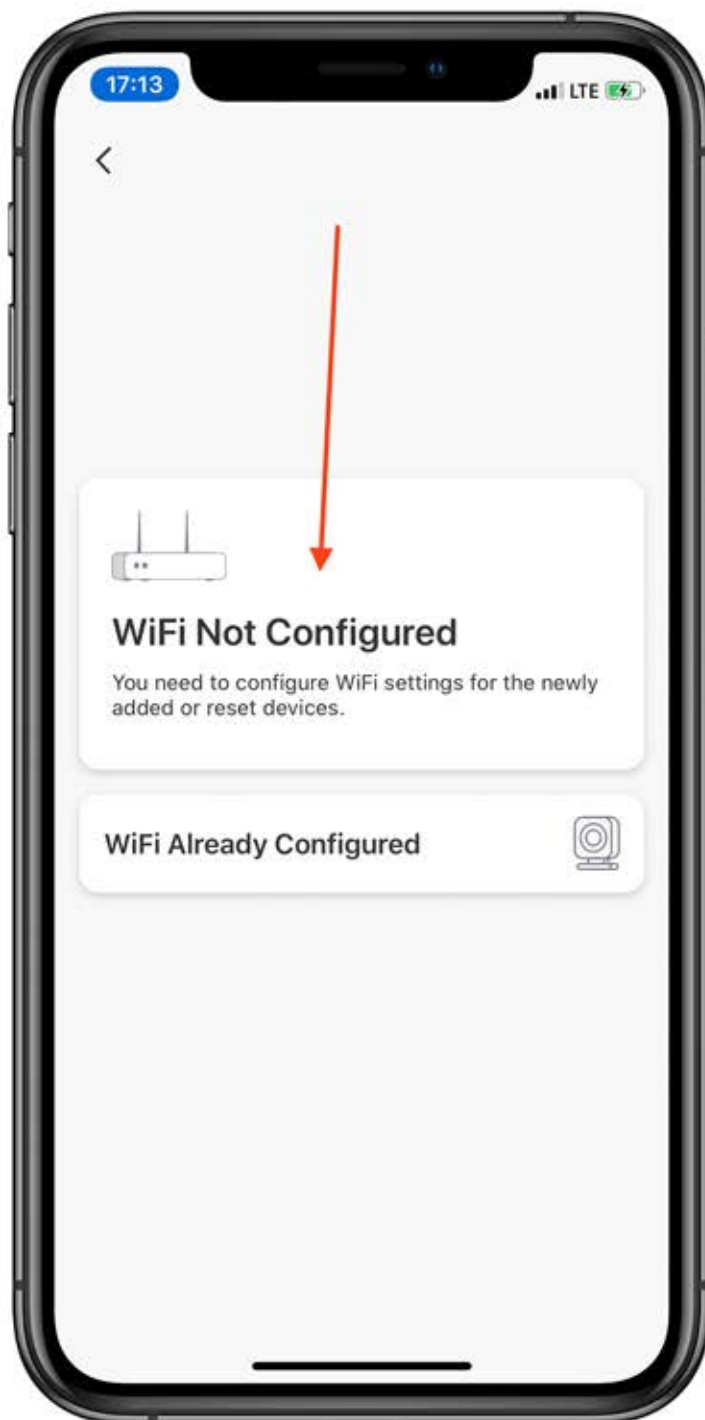 17:13
LTE
WiFi Not Configured
You need to configure WiFi settings for the newly
added or reset devices.
WiFi Already Configured